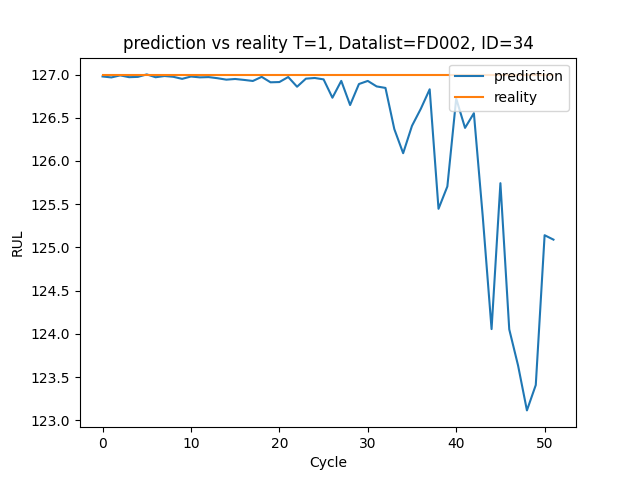 prediction vs reality T=1, Datalist=FD002, ID=34
prediction
reality
127.0
126.5
126.0
125.5
125.0
124.5
124.0
123.5
123.0
RUL
0 10 20 30 40 50
Cycle